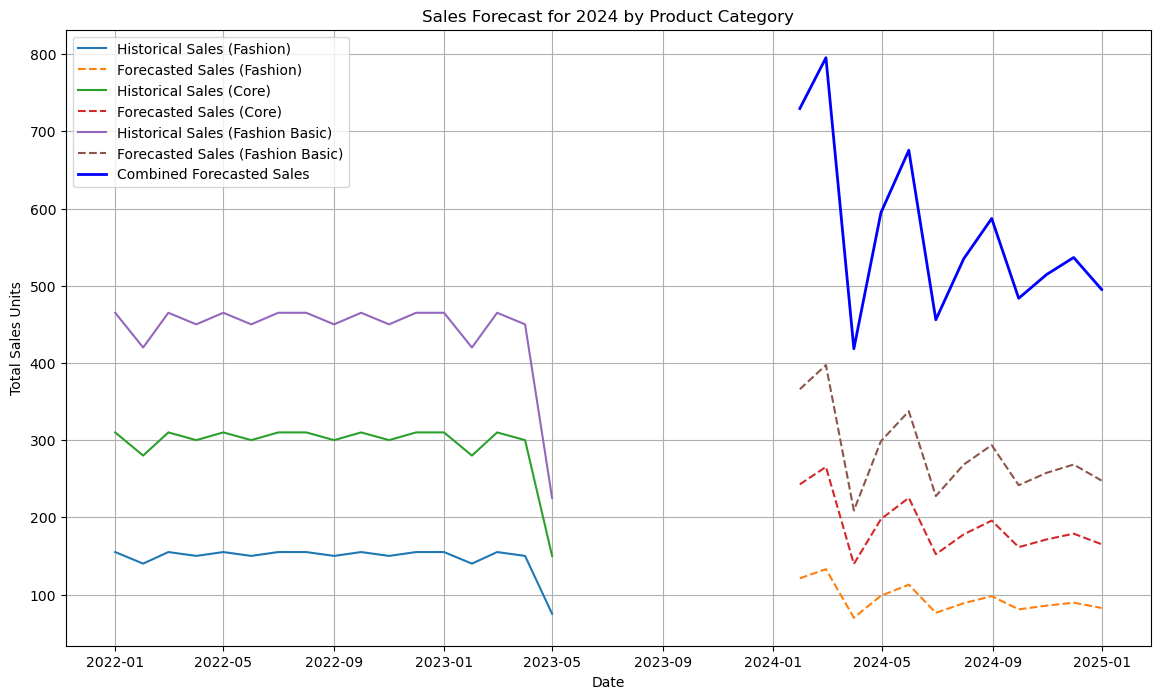 Sales Forecast for 2024 by Product Category
Historical Sales (Fashion)
Forecasted Sales (Fashion)
Historical Sales (Core)
Forecasted Sales (Core)
Historical Sales (Fashion Basic)
Forecasted Sales (Fashion Basic)
Combined Forecasted Sales
Total Sales Units
800
700
600
500
400
300
200
100
2022-01 2022-05 2022-09 2023-01 2023-05 2023-09 2024-01 2024-05 2024-09 2025-01
Date